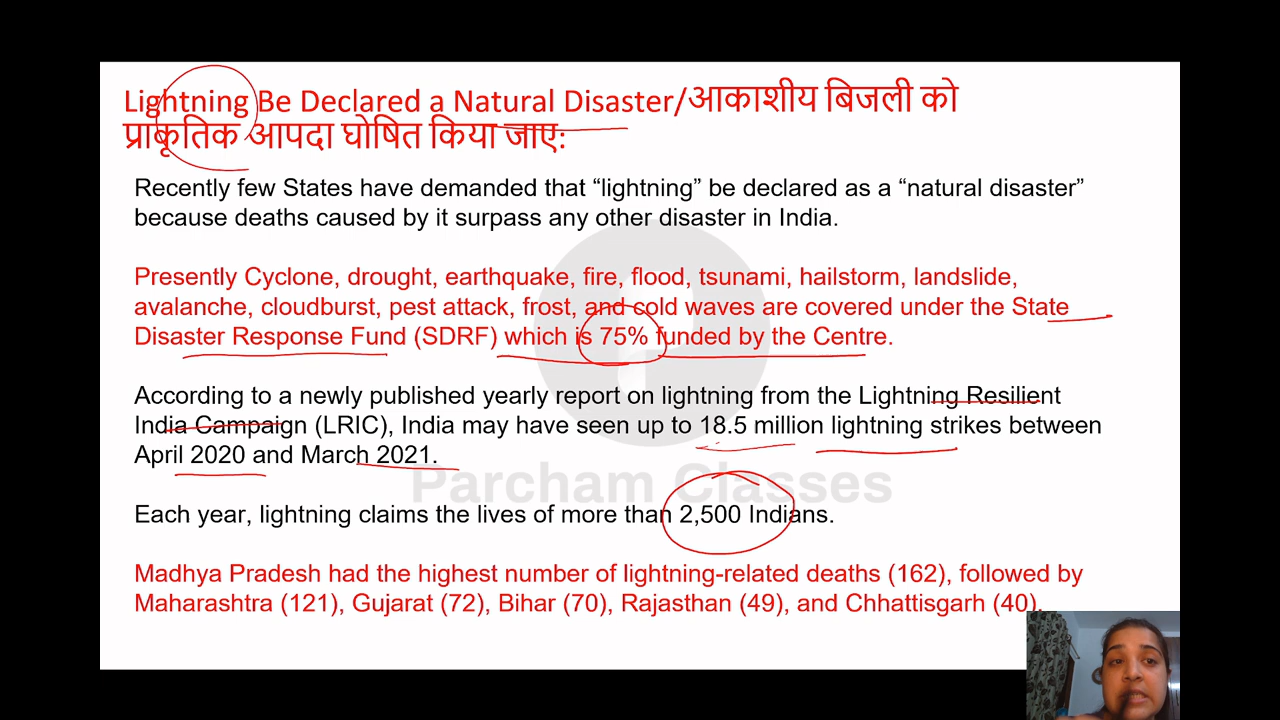 Lightning Be Declared a Natural Disaster/आकाशीय बिजली को
प्राकृतिक आपदा घोषित किया जाए:
Recently few States have demanded that “lightning” be declared as a “natural disaster”
because deaths caused by it surpass any other disaster in India.
Presently Cyclone, drought, earthquake, fire, flood, tsunami, hailstorm, landslide,
avalanche, cloudburst, pest attack, frost, and cold waves are covered under the State
Disaster Response Fund (SDRF) which is 75% funded by the Centre.
According to a newly published yearly report on lightning from the Lightning Resilient
India Campaign (LRIC), India may have seen up to 18.5 million lightning strikes between
April 2020 and March 2021.
Parcham Classes
Each year, lightning claims the lives of more than 2,500 Indians.
Madhya Pradesh had the highest number of lightning-related deaths (162), followed by
Maharashtra (121), Gujarat (72), Bihar (70), Rajasthan (49), and Chhattisgarh (40).